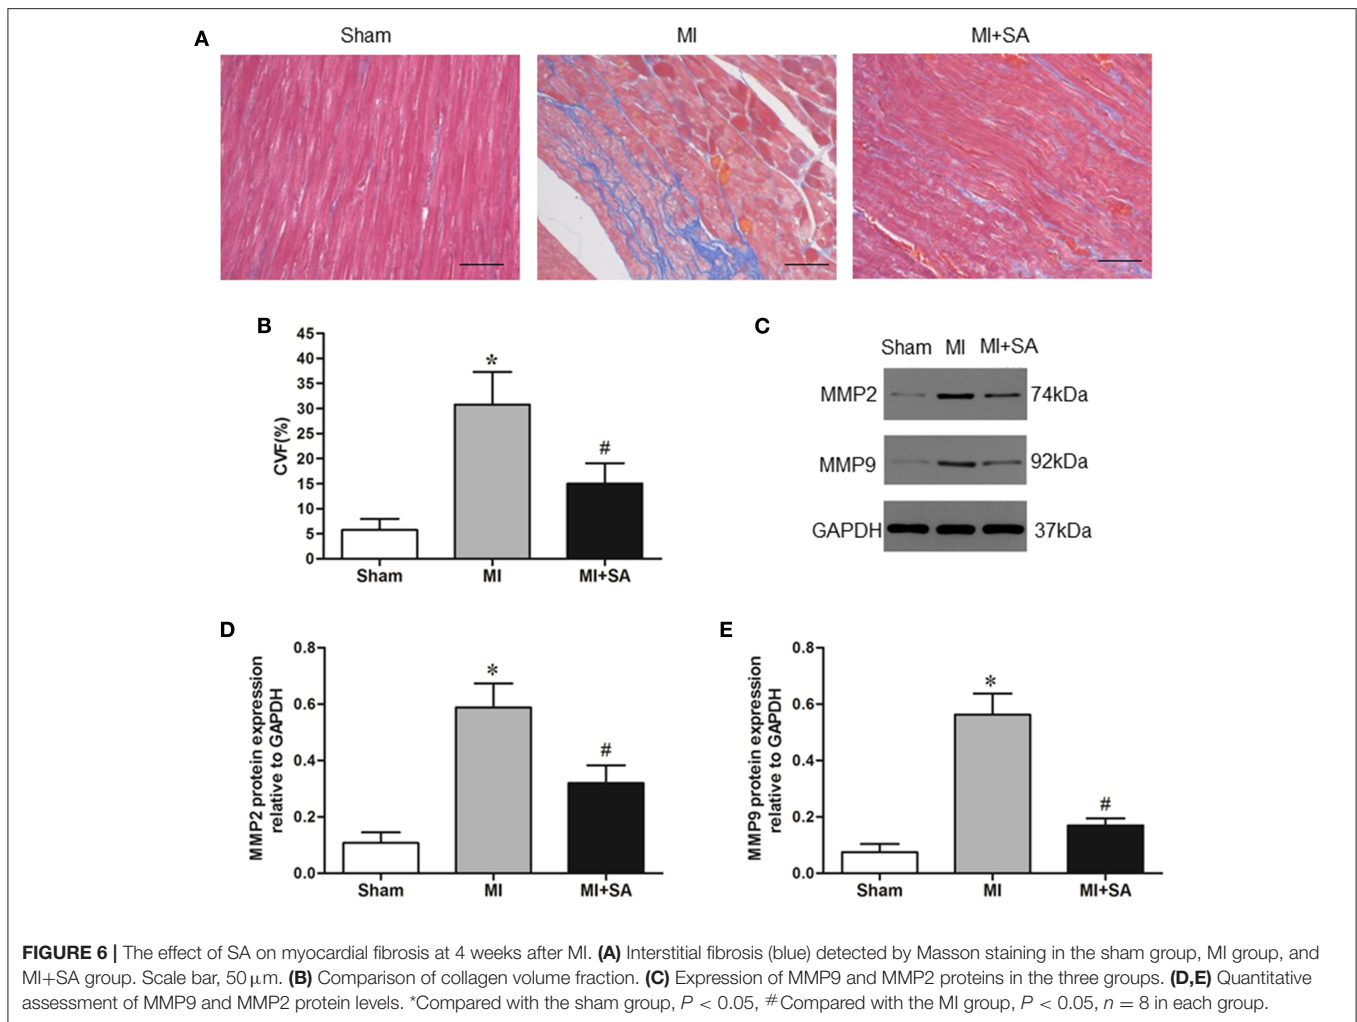 A
Sham
MI
MI+SA
B
45
40
35
30
25
20
15
10
5
0
CVF(%)
*
#
Sham
MI
MI+SA
C
Sham MI MI+SA
MMP2
74kDa
MMP9
92kDa
GAPDH
37kDa
D
MMP2 protein expression
relative to GAPDH
0.8
0.6
0.4
0.2
0.0
*
#
Sham
MI
MI+SA
E
MMP9 protein expression
relative to GAPDH
0.8
0.6
0.4
0.2
0.0
*
#
Sham
MI
MI+SA
FIGURE 6 | The effect of SA on myocardial fibrosis at 4 weeks after MI. (A) Interstitial fibrosis (blue) detected by Masson staining in the sham group, MI group, and
MI+SA group. Scale bar, 50 μm. (B) Comparison of collagen volume fraction. (C) Expression of MMP9 and MMP2 proteins in the three groups. (D,E) Quantitative
assessment of MMP9 and MMP2 protein levels. *Compared with the sham group, P < 0.05, #Compared with the MI group, P < 0.05, n = 8 in each group.